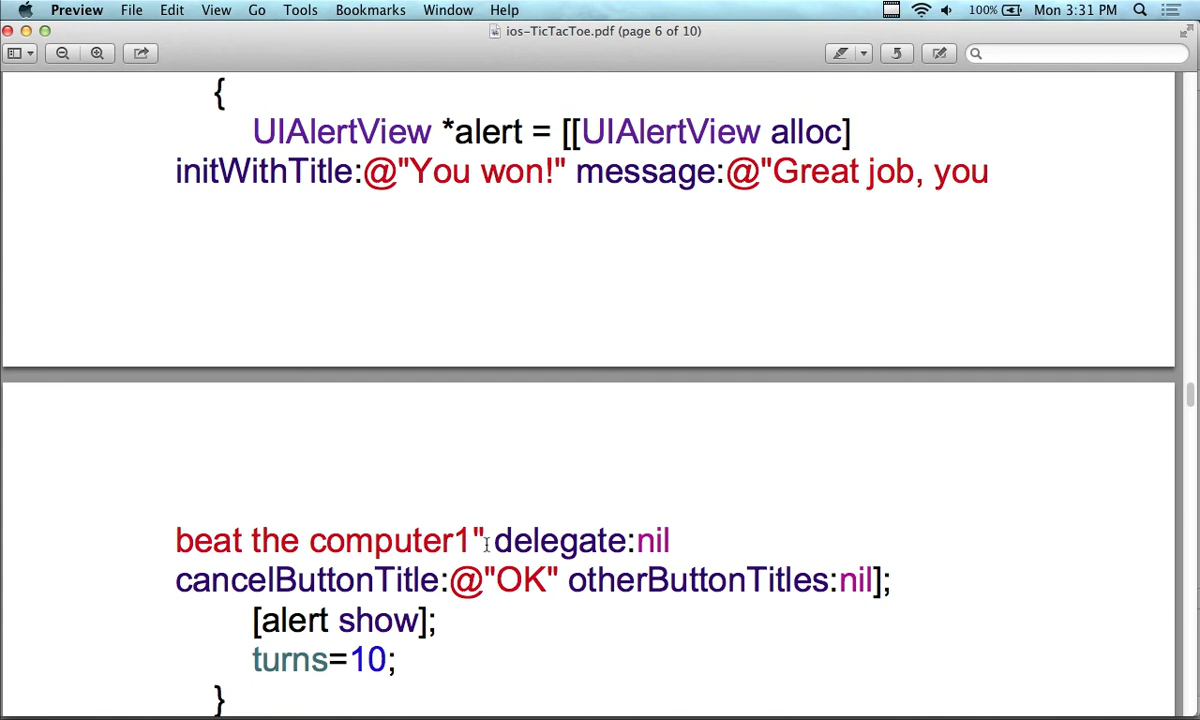 Preview File Edit View Go Tools Bookmarks Window Help 100% Mon 3:31 PM
ios-TicTacToe.pdf (page 6 of 10)
{
UIAlertView *alert = [[UIAlertView alloc]
initWithTitle:@"You won!" message:@"Great job, you
beat the computer1" delegate:nil
cancelButtonTitle:@"OK" otherButtonTitles:nil];
[alert show];
turns=10;
}